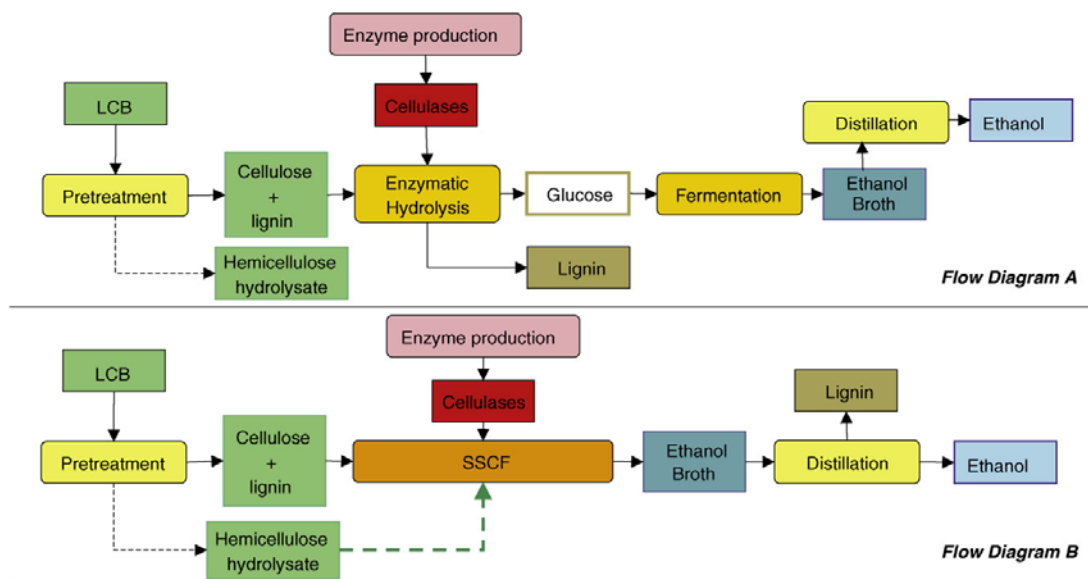 Enzyme production
LCB
Cellulases
Distillation
Ethanol
Pretreatment
Cellulose
+
lignin
Enzymatic
Hydrolysis
Glucose
Fermentation
Ethanol
Broth
Hemicellulose
hydrolysate
Lignin
Flow Diagram A
Enzyme production
LCB
Cellulases
Lignin
Pretreatment
Cellulose
+
lignin
SSCF
Ethanol
Broth
Distillation
Ethanol
Hemicellulose
hydrolysate
Flow Diagram B